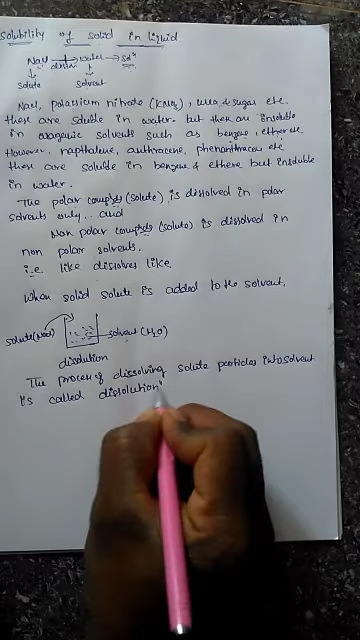 Solubility of solid in liquid
NaCl + water → Soln
distn
Solute Solvent
NaCl, potassium nitrate (KNO3), urea & sugar etc.
these are soluble in water. but these are insoluble
in organic solvents such as benzene, ether etc
However, napthalene, anthracene, phenanthracene etc
these are soluble in benzene & ethers but insoluble
in water.
The polar compds (solute) is dissolved in polar
solvents only.. and
Non polar compds (solute) is dissolved in
non polar solvents.
i.e. like dissolves like.
When solid solute is added to the solvent,
solute(NaCl) solvent (H2O)
dissolution
The process of dissolving solute particles into solvent
is called dissolution"